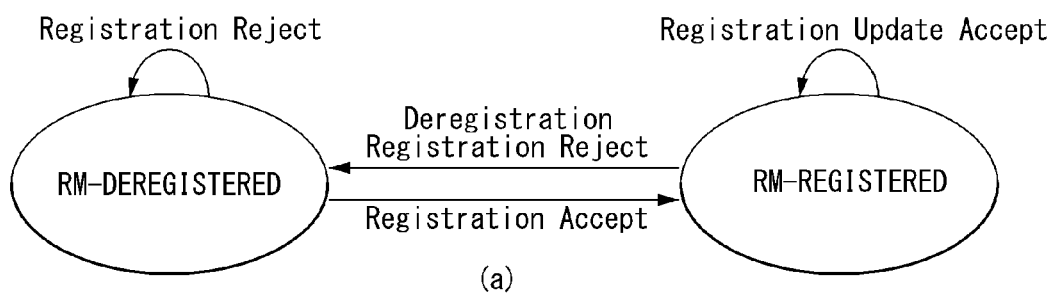 Registration Reject
Registration Update Accept
Deregistration
Registration Reject
RM-DEREGISTERED
RM-REGISTERED
Registration Accept
(a)